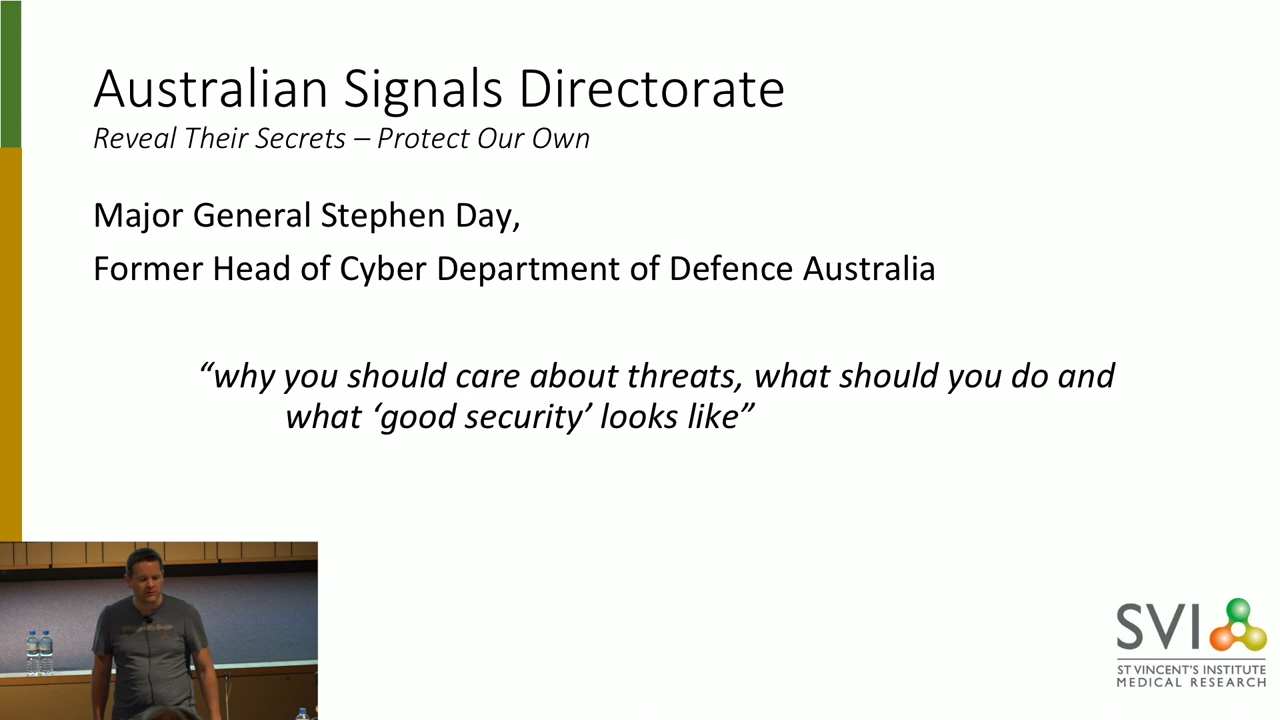 Australian Signals Directorate
Reveal Their Secrets – Protect Our Own
Major General Stephen Day,
Former Head of Cyber Department of Defence Australia
“why you should care about threats, what should you do and
what ‘good security’ looks like”
SVI
ST VINCENT'S INSTITUTE
MEDICAL RESEARCH